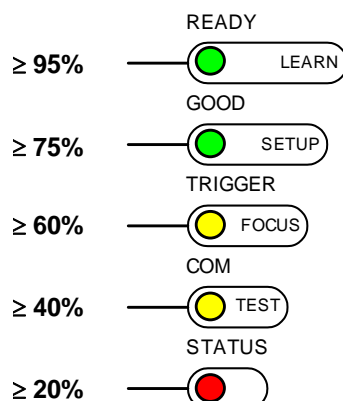 READY
≥ 95% LEARN
GOOD
≥ 75% SETUP
TRIGGER
≥ 60% FOCUS
COM
≥ 40% TEST
STATUS
≥ 20%